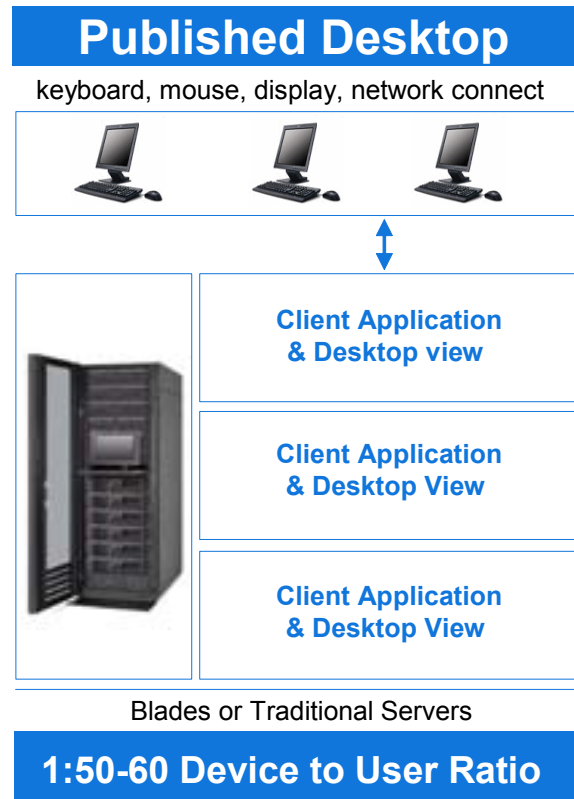 Published Desktop
keyboard, mouse, display, network connect
Client Application
& Desktop view
Client Application
& Desktop View
Client Application
& Desktop View
Blades or Traditional Servers
1:50-60 Device to User Ratio